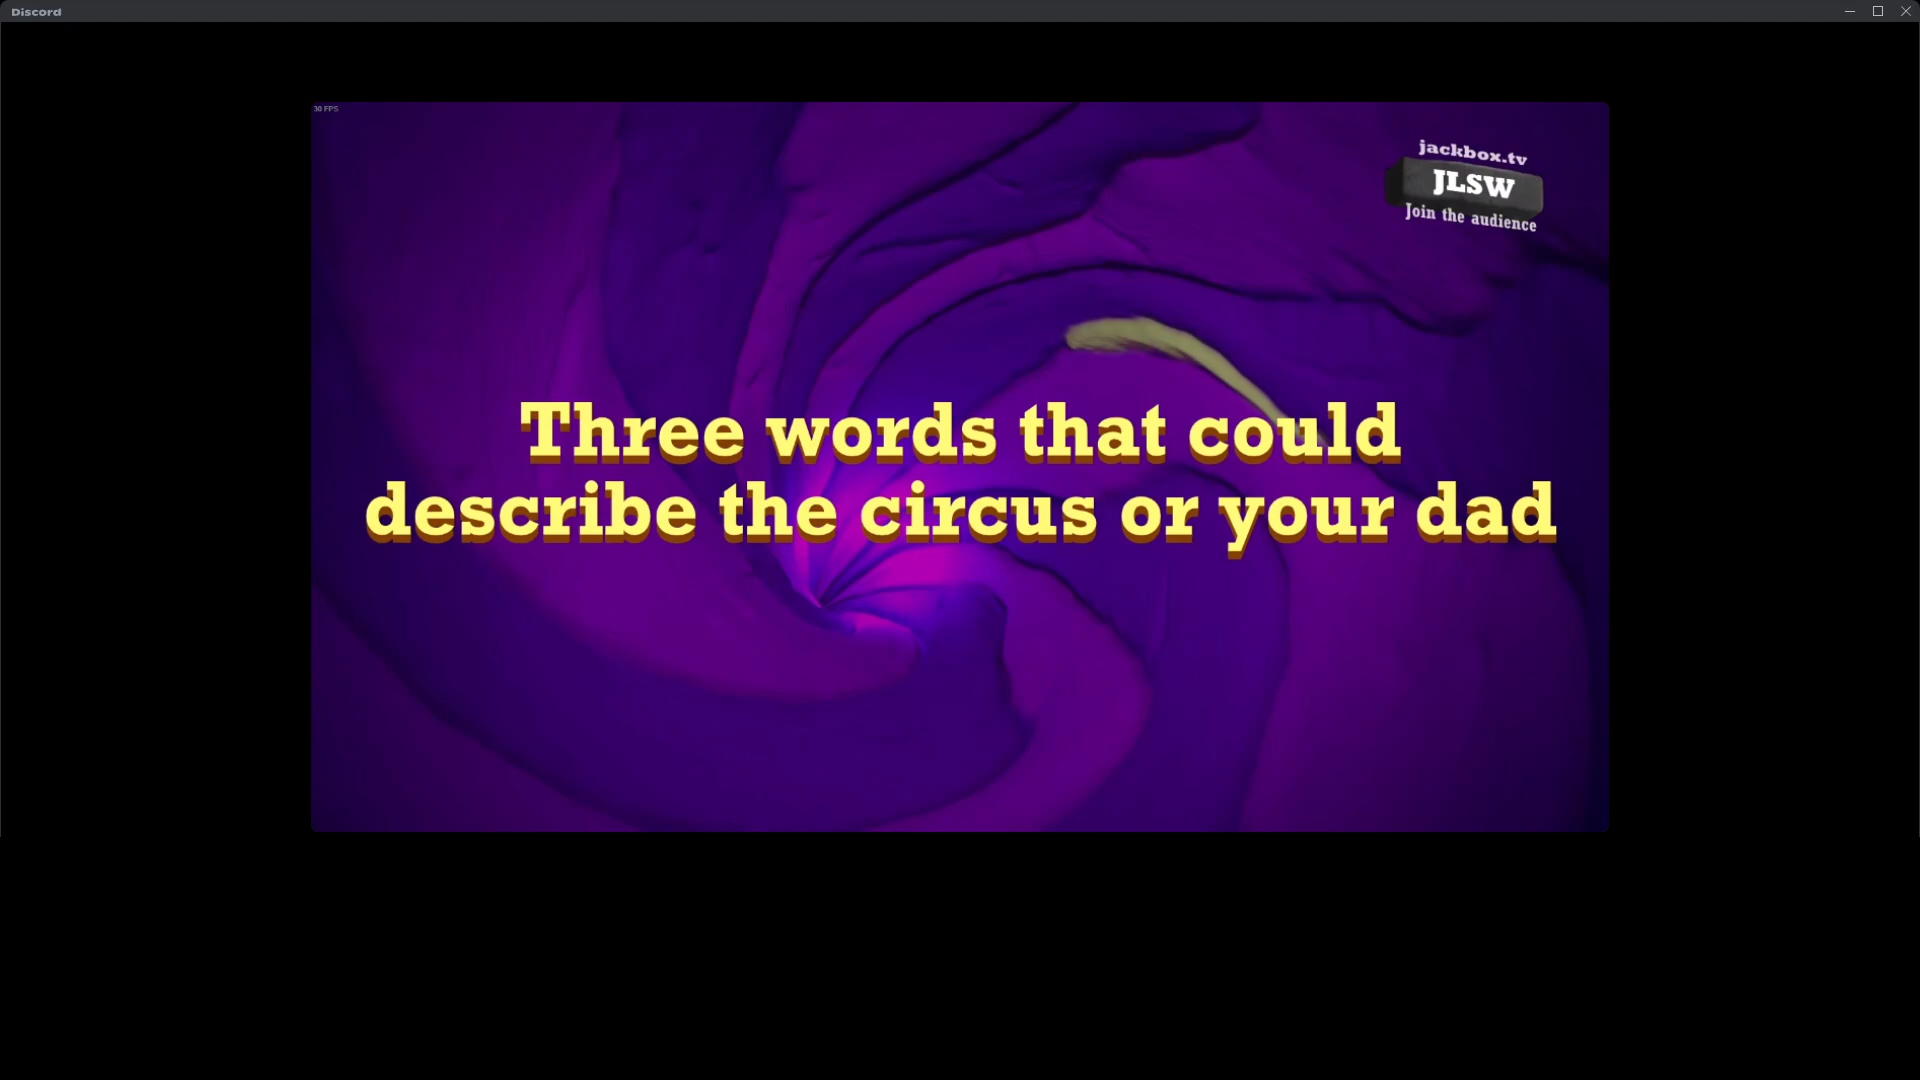 Discord
30 FPS
jackbox.tv
JLSW
Join the audience
Three words that could
describe the circus or your dad